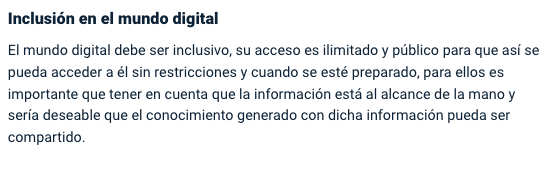 Inclusión en el mundo digital
El mundo digital debe ser inclusivo, su acceso es ilimitado y público para que así se
pueda acceder a él sin restricciones y cuando se esté preparado, para ellos es
importante que tener en cuenta que la información está al alcance de la mano y
sería deseable que el conocimiento generado con dicha información pueda ser
compartido.